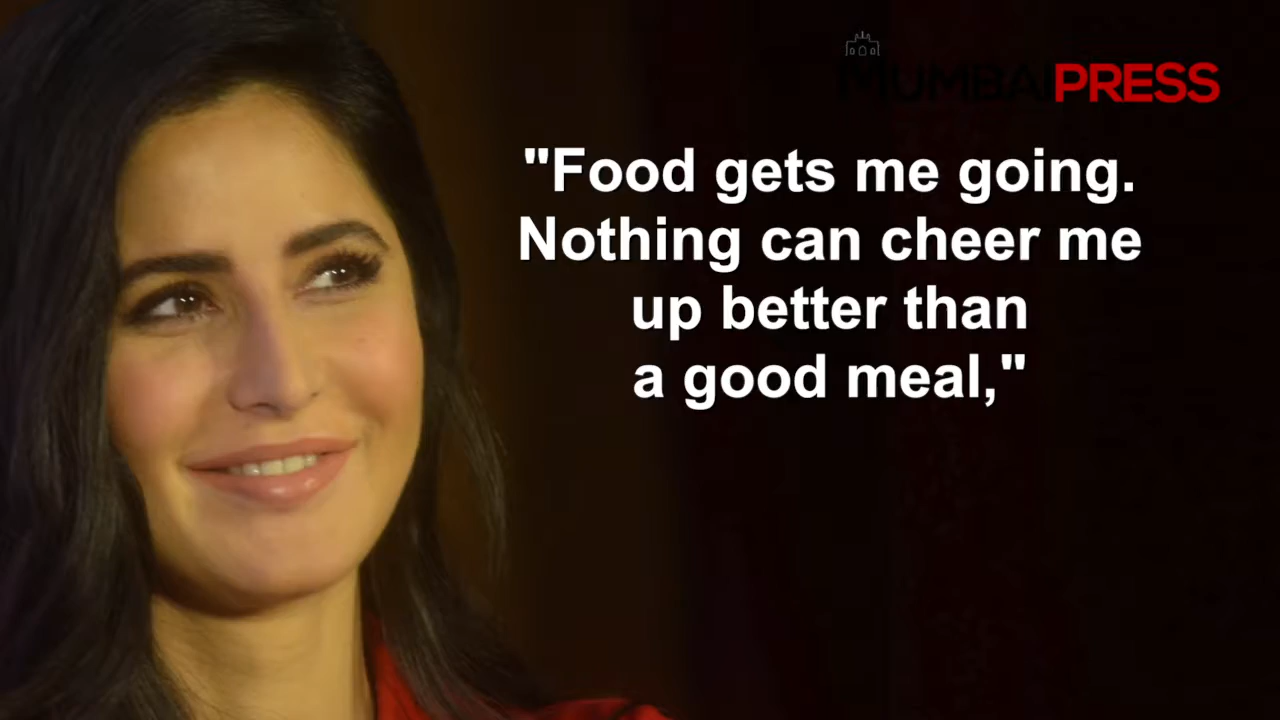 MUMBAIPRESS
"Food gets me going.
Nothing can cheer me
up better than
a good meal,"